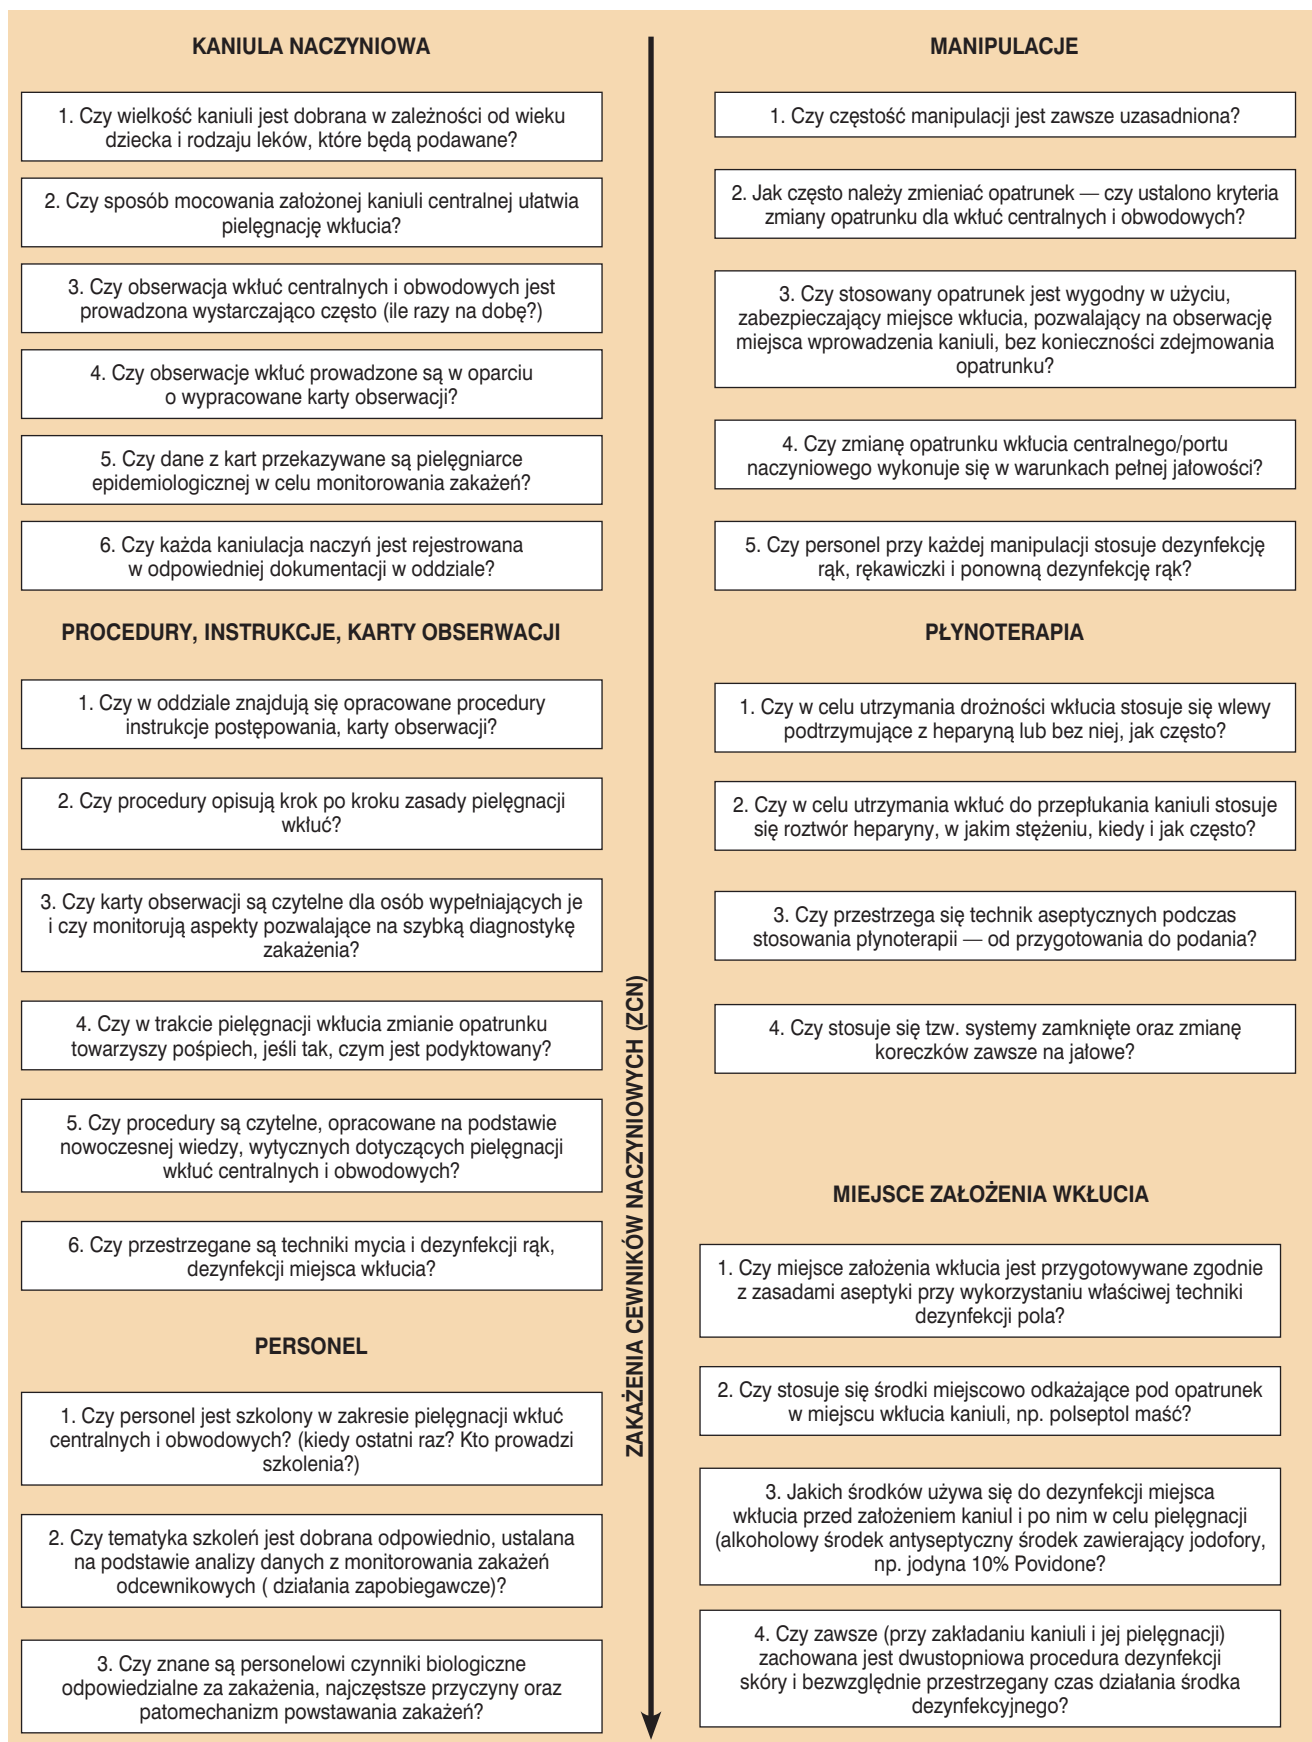 KANIULA NACZYNIOWA
1. Czy wielkość kaniuli jest dobrana w zależności od wieku
dziecka i rodzaju leków, które będą podawane?
2. Czy sposób mocowania założonej kaniuli centralnej ułatwia
pielęgnację wkłucia?
3. Czy obserwacja wkłuć centralnych i obwodowych jest
prowadzona wystarczająco często (ile razy na dobę?)
4. Czy obserwacje wkłuć prowadzone są w oparciu
o wypracowane karty obserwacji?
5. Czy dane z kart przekazywane są pielęgniarce
epidemiologicznej w celu monitorowania zakażeń?
6. Czy każda kaniulacja naczyń jest rejestrowana
w odpowiedniej dokumentacji w oddziale?
PROCEDURY, INSTRUKCJE, KARTY OBSERWACJI
1. Czy w oddziale znajdują się opracowane procedury
instrukcje postępowania, karty obserwacji?
2. Czy procedury opisują krok po kroku zasady pielęgnacji
wkłuć?
3. Czy karty obserwacji są czytelne dla osób wypełniających je
i czy monitorują aspekty pozwalające na szybką diagnostykę
zakażenia?
4. Czy w trakcie pielęgnacji wkłucia zmianie opatrunku
towarzyszy pośpiech, jeśli tak, czym jest podyktowany?
5. Czy procedury są czytelne, opracowane na podstawie
nowoczesnej wiedzy, wytycznych dotyczących pielęgnacji
wkłuć centralnych i obwodowych?
6. Czy przestrzegane są techniki mycia i dezynfekcji rąk,
dezynfekcji miejsca wkłucia?
PERSONEL
1. Czy personel jest szkolony w zakresie pielęgnacji wkłuć
centralnych i obwodowych? (kiedy ostatni raz? Kto prowadzi
szkolenia?)
2. Czy tematyka szkoleń jest dobrana odpowiednio, ustalana
na podstawie analizy danych z monitorowania zakażeń
odcewnikowych ( działania zapobiegawcze)?
3. Czy znane są personelowi czynniki biologiczne
odpowiedzialne za zakażenia, najczęstsze przyczyny oraz
patomechanizm powstawania zakażeń?
ZAKAŻENIA CEWNIKÓW NACZYNIOWYCH (ZCN)
MANIPULACJE
1. Czy częstość manipulacji jest zawsze uzasadniona?
2. Jak często należy zmieniać opatrunek — czy ustalono kryteria
zmiany opatrunku dla wkłuć centralnych i obwodowych?
3. Czy stosowany opatrunek jest wygodny w użyciu,
zabezpieczający miejsce wkłucia, pozwalający na obserwację
miejsca wprowadzenia kaniuli, bez konieczności zdejmowania
opatrunku?
4. Czy zmianę opatrunku wkłucia centralnego/portu
naczyniowego wykonuje się w warunkach pełnej jałowości?
5. Czy personel przy każdej manipulacji stosuje dezynfekcję
rąk, rękawiczki i ponowną dezynfekcję rąk?
PŁYNOTERAPIA
1. Czy w celu utrzymania drożności wkłucia stosuje się wlewy
podtrzymujące z heparyną lub bez niej, jak często?
2. Czy w celu utrzymania wkłuć do przepłukania kaniuli stosuje
się roztwór heparyny, w jakim stężeniu, kiedy i jak często?
3. Czy przestrzega się technik aseptycznych podczas
stosowania płynoterapii — od przygotowania do podania?
4. Czy stosuje się tzw. systemy zamknięte oraz zmianę
koreczków zawsze na jałowe?
MIEJSCE ZAŁOŻENIA WKŁUCIA
1. Czy miejsce założenia wkłucia jest przygotowywane zgodnie
z zasadami aseptyki przy wykorzystaniu właściwej techniki
dezynfekcji pola?
2. Czy stosuje się środki miejscowo odkażające pod opatrunek
w miejscu wkłucia kaniuli, np. polseptol maść?
3. Jakich środków używa się do dezynfekcji miejsca
wkłucia przed założeniem kaniul i po nim w celu pielęgnacji
(alkoholowy środek antyseptyczny środek zawierający jodofory,
np. jodyna 10% Povidone?
4. Czy zawsze (przy zakładaniu kaniuli i jej pielęgnacji)
zachowana jest dwustopniowa procedura dezynfekcji
skóry i bezwzględnie przestrzegany czas działania środka
dezynfekcyjnego?